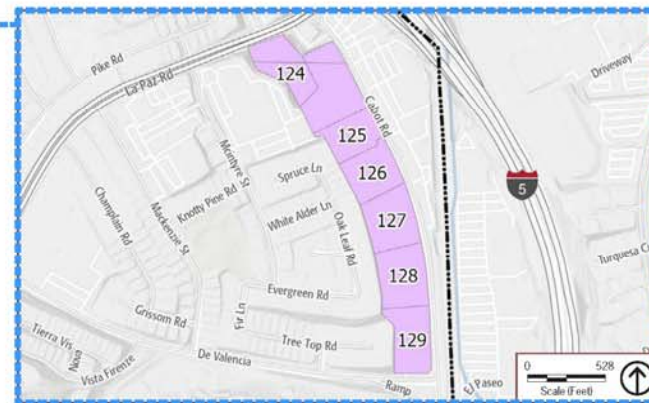 Pike Rd
La Paz Rd
124
Driveway
Cabot Rd
125
McIntyre St
Spruce Ln
126
5
Knotty Pine Rd
Champlain Rd
Mackenzie St
White Alder Ln
Oak Leaf Rd
127
Turquesa
128
Evergreen Rd
Fir Ln
Grissom Rd
Tierra Vis
Nova
Tree Top Rd
129
Vista Firenze
De Valencia
Ramp
El Paseo
0 528
Scale (Feet)